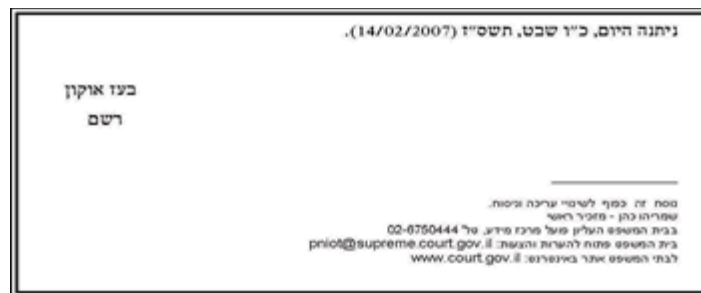 ניתנה היום, כ״ו שבט, תשס״ז (14/02/2007).
בעז אוקון
רשם
נוסח זה כפוף לשינויי עריכה וניסוח.
שמריהו כהן - מזכיר ראשי
בבית המשפט העליון פועל מרכז מידע, טל' 02-6750444
בית המשפט פתוח להערות והצעות: pniot@supreme.court.gov.il
לבתי המשפט אתר באינטרנט: www.court.gov.il